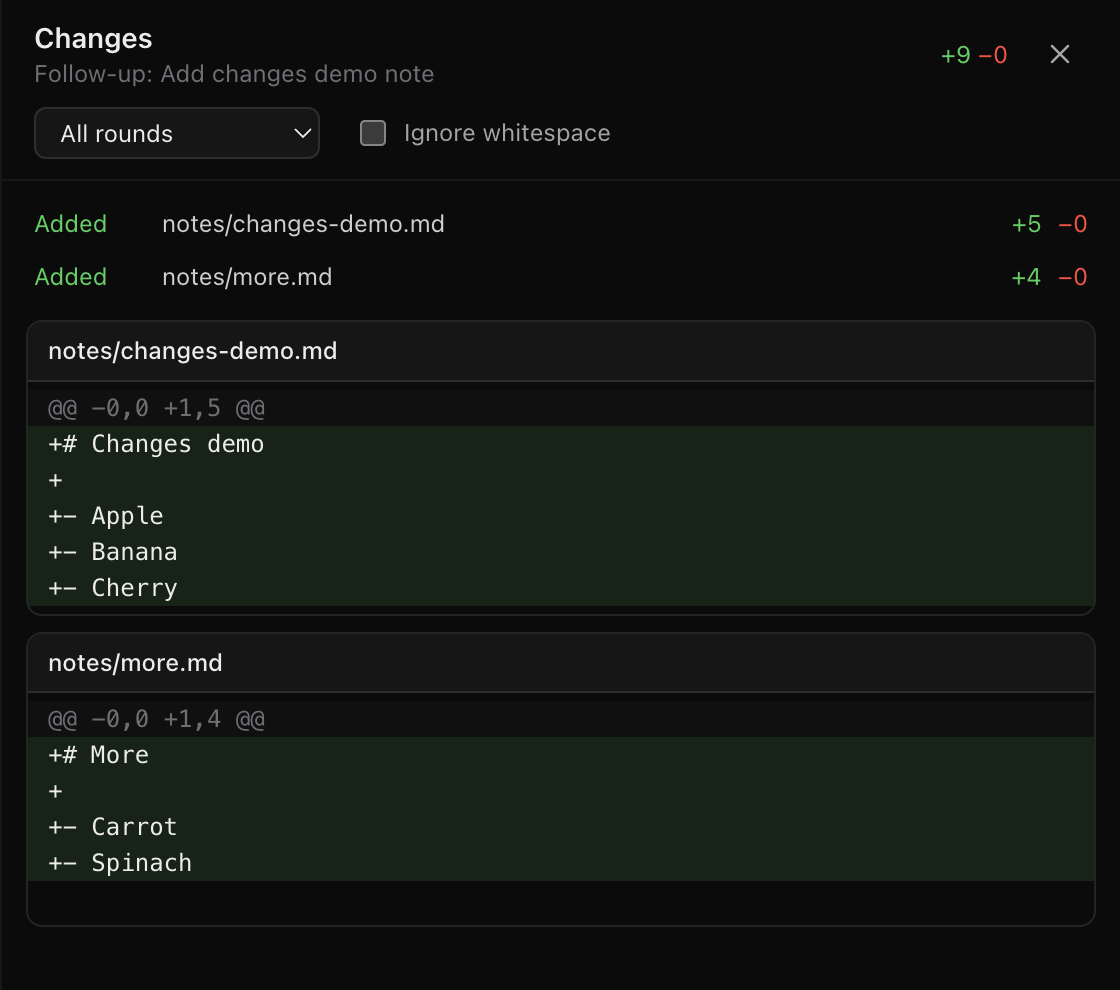 Changes
Follow-up: Add changes demo note
+9 −0
All rounds
Ignore whitespace
Added notes/changes-demo.md +5 −0
Added notes/more.md +4 −0
notes/changes-demo.md
@@ −0,0 +1,5 @@
+# Changes demo
+
+− Apple
+− Banana
+− Cherry
notes/more.md
@@ −0,0 +1,4 @@
+# More
+
+− Carrot
+− Spinach